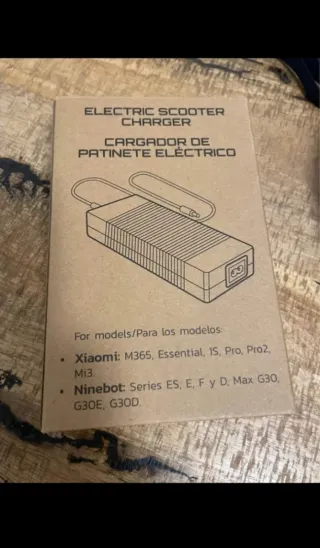 ELECTRIC SCOOTER
CHARGER
CARGADOR DE
PATINETE ELÉCTRICO
For models/Para los modelos:
• Xiaomi: M365, Essential, 1S, Pro, Pro2,
Mi3.
• Ninebot: Series ES, E, F y D, Max G30,
G30E, G30D.